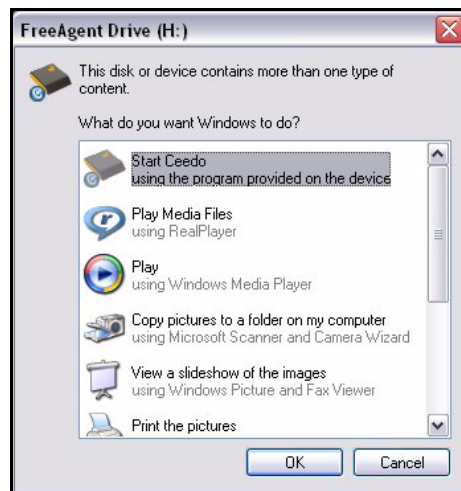 FreeAgent Drive (H:)
This disk or device contains more than one type of
content.
What do you want Windows to do?
Start Ceedo
using the program provided on the device
Play Media Files
using RealPlayer
Play
using Windows Media Player
Copy pictures to a folder on my computer
using Microsoft Scanner and Camera Wizard
View a slideshow of the images
using Windows Picture and Fax Viewer
Print the pictures
OK
Cancel